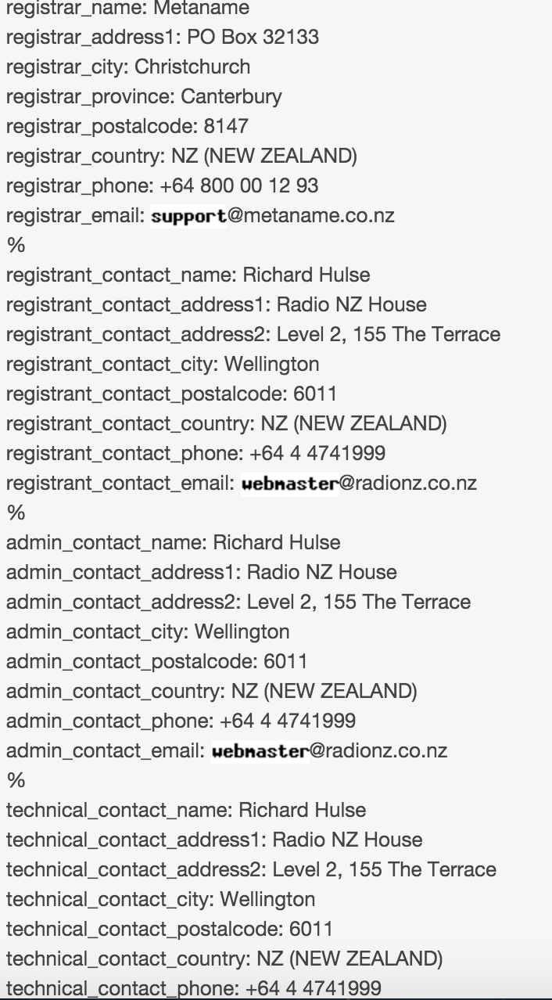 registrar_name: Metaname
registrar_address1: PO Box 32133
registrar_city: Christchurch
registrar_province: Canterbury
registrar_postalcode: 8147
registrar_country: NZ (NEW ZEALAND)
registrar_phone: +64 800 00 12 93
registrar_email: support@metaname.co.nz
%
registrant_contact_name: Richard Hulse
registrant_contact_address1: Radio NZ House
registrant_contact_address2: Level 2, 155 The Terrace
registrant_contact_city: Wellington
registrant_contact_postalcode: 6011
registrant_contact_country: NZ (NEW ZEALAND)
registrant_contact_phone: +64 4 4741999
registrant_contact_email: webmaster@radionz.co.nz
%
admin_contact_name: Richard Hulse
admin_contact_address1: Radio NZ House
admin_contact_address2: Level 2, 155 The Terrace
admin_contact_city: Wellington
admin_contact_postalcode: 6011
admin_contact_country: NZ (NEW ZEALAND)
admin_contact_phone: +64 4 4741999
admin_contact_email: webmaster@radionz.co.nz
%
technical_contact_name: Richard Hulse
technical_contact_address1: Radio NZ House
technical_contact_address2: Level 2, 155 The Terrace
technical_contact_city: Wellington
technical_contact_postalcode: 6011
technical_contact_country: NZ (NEW ZEALAND)
technical_contact_phone: +64 4 4741999